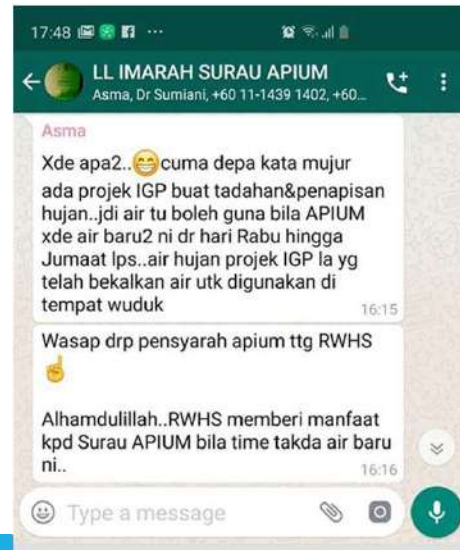 17:48
LL IMARAH SURAU APIUM
Asma, Dr Sumiani, +60 11-1439 1402, +60...
Asma
Xde apa2..😁cuma depa kata mujur
ada projek IGP buat tadahan&penapisan
hujan..jdi air tu boleh guna bila APIUM
xde air baru2 ni dr hari Rabu hingga
Jumaat lps..air hujan projek IGP la yg
telah bekalkan air utk digunakan di
tempat wuduk
16:15
Wasap drp pensyarah apium ttg RWHS
☝
Alhamdulillah..RWHS memberi manfaat
kpd Surau APIUM bila time takda air baru
ni..
16:16
Type a message